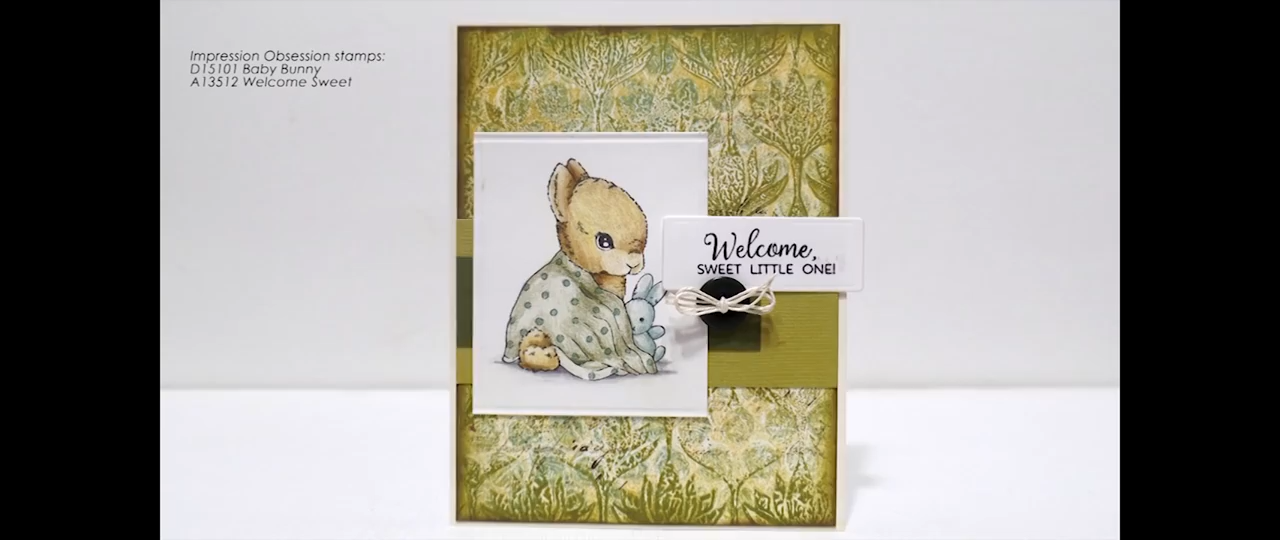 Impression Obsession stamps:
D15101 Baby Bunny
A13512 Welcome Sweet
Welcome,
SWEET LITTLE ONE!